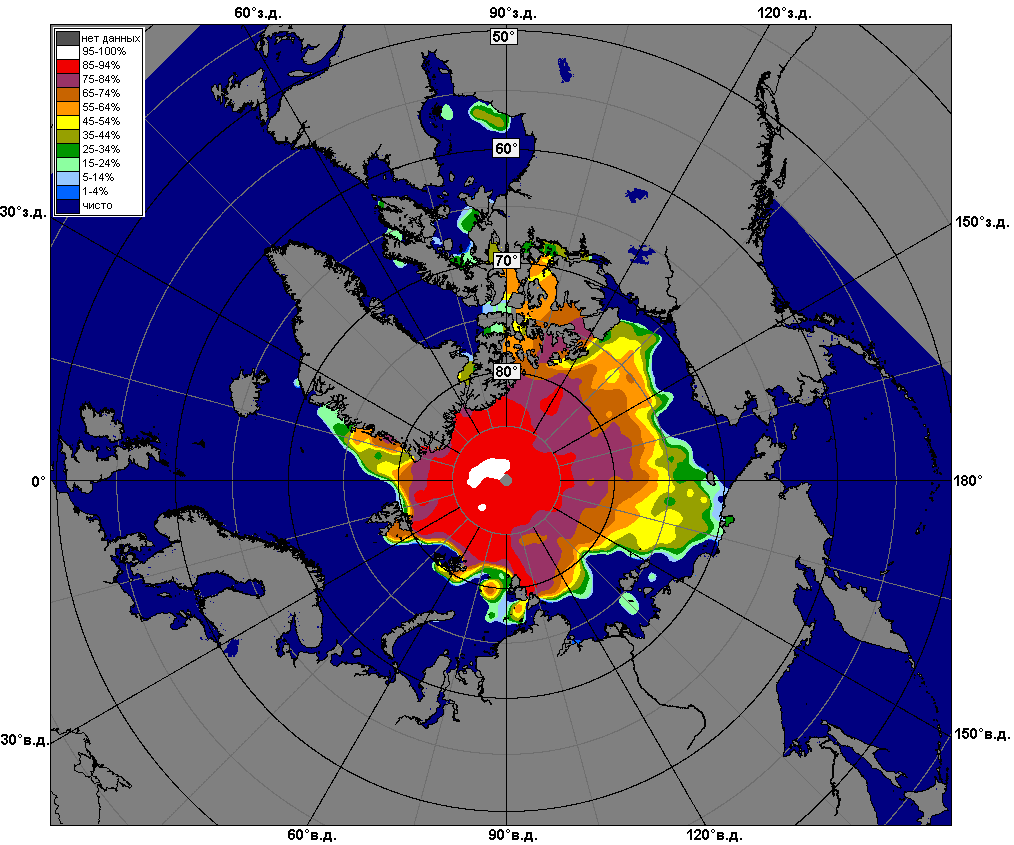 60°з.д.
90°з.д.
120°з.д.
нет данных
95-100%
85-94%
75-84%
65-74%
55-64%
45-54%
35-44%
25-34%
15-24%
5-14%
1-4%
чисто
50°
60°
30°з.д.
150°з.д.
70°
80°
0°
180°
30°в.д.
150°в.д.
60°в.д.
90°в.д.
120°в.д.